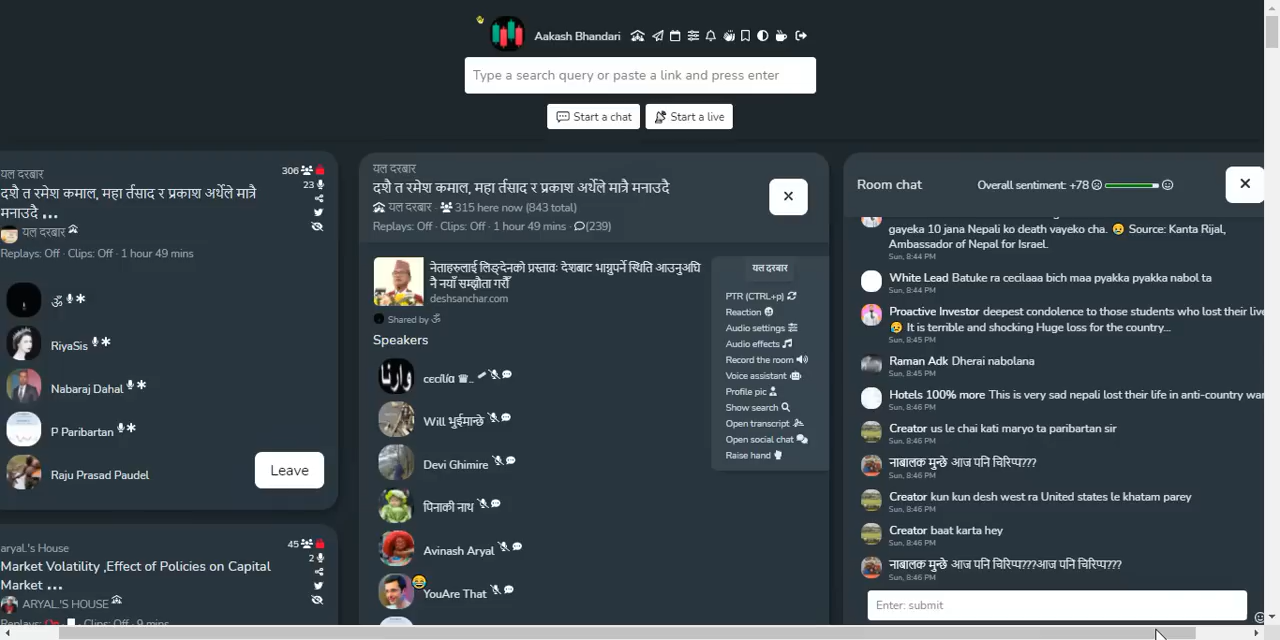 Aakash Bhandari
Type a search query or paste a link and press enter
Start a chat
Start a live
यल दरबार
306
दशै त रमेश कमाल, महा र्तसाद र प्रकाश अर्थेले मात्रै
मनाउदै ...
23
यल दरबार
Replays: Off · Clips: Off · 1 hour 49 mins
ॐ
RiyaSis
Nabaraj Dahal
P Paribartan
Raju Prasad Paudel
Leave
aryal.'s House
45
Market Volatility ,Effect of Policies on Capital
2
Market ...
ARYAL.'S HOUSE
Replays: On Clips: Off · 9 mins
यल दरबार
दशै त रमेश कमाल, महा र्तसाद र प्रकाश अर्थेले मात्रै मनाउदै
यल दरबार · 315 here now (843 total)
Replays: Off · Clips: Off · 1 hour 49 mins · (239)
नेताहरुलाई लिङ्देनको प्रस्तावः देशबाट भाग्नुपर्ने स्थिति आउनुअघि
नै नयाँ सम्झौता गरौँ
deshsanchar.com
Shared by ॐ
Speakers
cecília ..
Will भुईमान्छे
Devi Ghimire
पिनाकी नाथ
Avinash Aryal
YouAre That
यल दरबार
PTR (CTRL+p)
Reaction
Audio settings
Audio effects
Record the room
Voice assistant
Profile pic
Show search
Open transcript
Open social chat
Raise hand
Room chat
Overall sentiment: +78
gayeka 10 jana Nepali ko death vayeko cha. 😢 Source: Kanta Rijal,
Ambassador of Nepal for Israel.
Sun, 8:44 PM
White Lead Batuke ra cecilaaa bich maa pyakka pyakka nabol ta
Sun, 8:44 PM
Proactive Investor deepest condolence to those students who lost their live
😢 It is terrible and shocking Huge loss for the country...
Sun, 8:45 PM
Raman Adk Dherai nabolana
Sun, 8:45 PM
Hotels 100% more This is very sad nepali lost their life in anti-country war
Sun, 8:46 PM
Creator us le chai kati maryo ta paribartan sir
Sun, 8:46 PM
नाबालक मुन्छे आज पनि चिरिप्प???
Sun, 8:46 PM
Creator kun kun desh west ra United states le khatam parey
Sun, 8:46 PM
Creator baat karta hey
Sun, 8:46 PM
नाबालक मुन्छे आज पनि चिरिप्प???आज पनि चिरिप्प???
Sun, 8:46 PM
Enter: submit